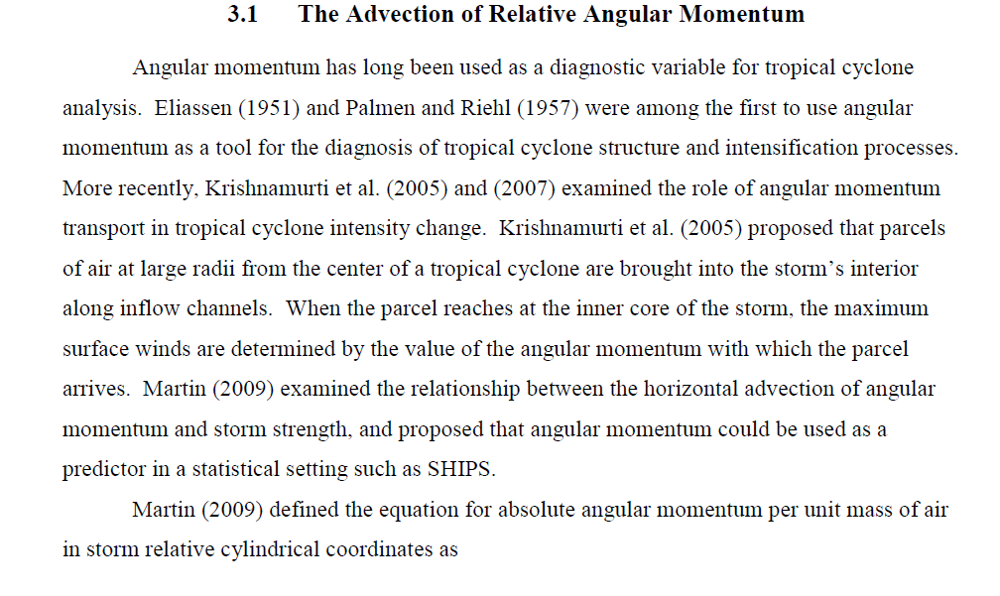 3.1 The Advection of Relative Angular Momentum
Angular momentum has long been used as a diagnostic variable for tropical cyclone
analysis. Eliassen (1951) and Palmen and Riehl (1957) were among the first to use angular
momentum as a tool for the diagnosis of tropical cyclone structure and intensification processes.
More recently, Krishnamurti et al. (2005) and (2007) examined the role of angular momentum
transport in tropical cyclone intensity change. Krishnamurti et al. (2005) proposed that parcels
of air at large radii from the center of a tropical cyclone are brought into the storm’s interior
along inflow channels. When the parcel reaches at the inner core of the storm, the maximum
surface winds are determined by the value of the angular momentum with which the parcel
arrives. Martin (2009) examined the relationship between the horizontal advection of angular
momentum and storm strength, and proposed that angular momentum could be used as a
predictor in a statistical setting such as SHIPS.
Martin (2009) defined the equation for absolute angular momentum per unit mass of air
in storm relative cylindrical coordinates as